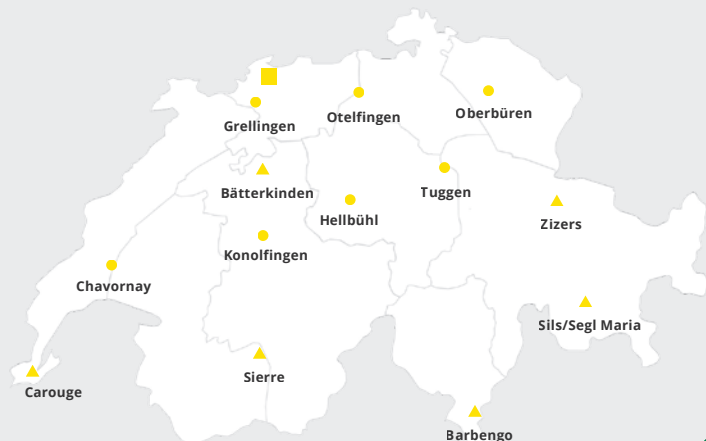 Oberbüren
Otelfingen
Grellingen
Tuggen
Bätterkinden
Hellbühl
Zizers
Konolfingen
Chavornay
Sils/Segl Maria
Sierre
Carouge
Barbengo